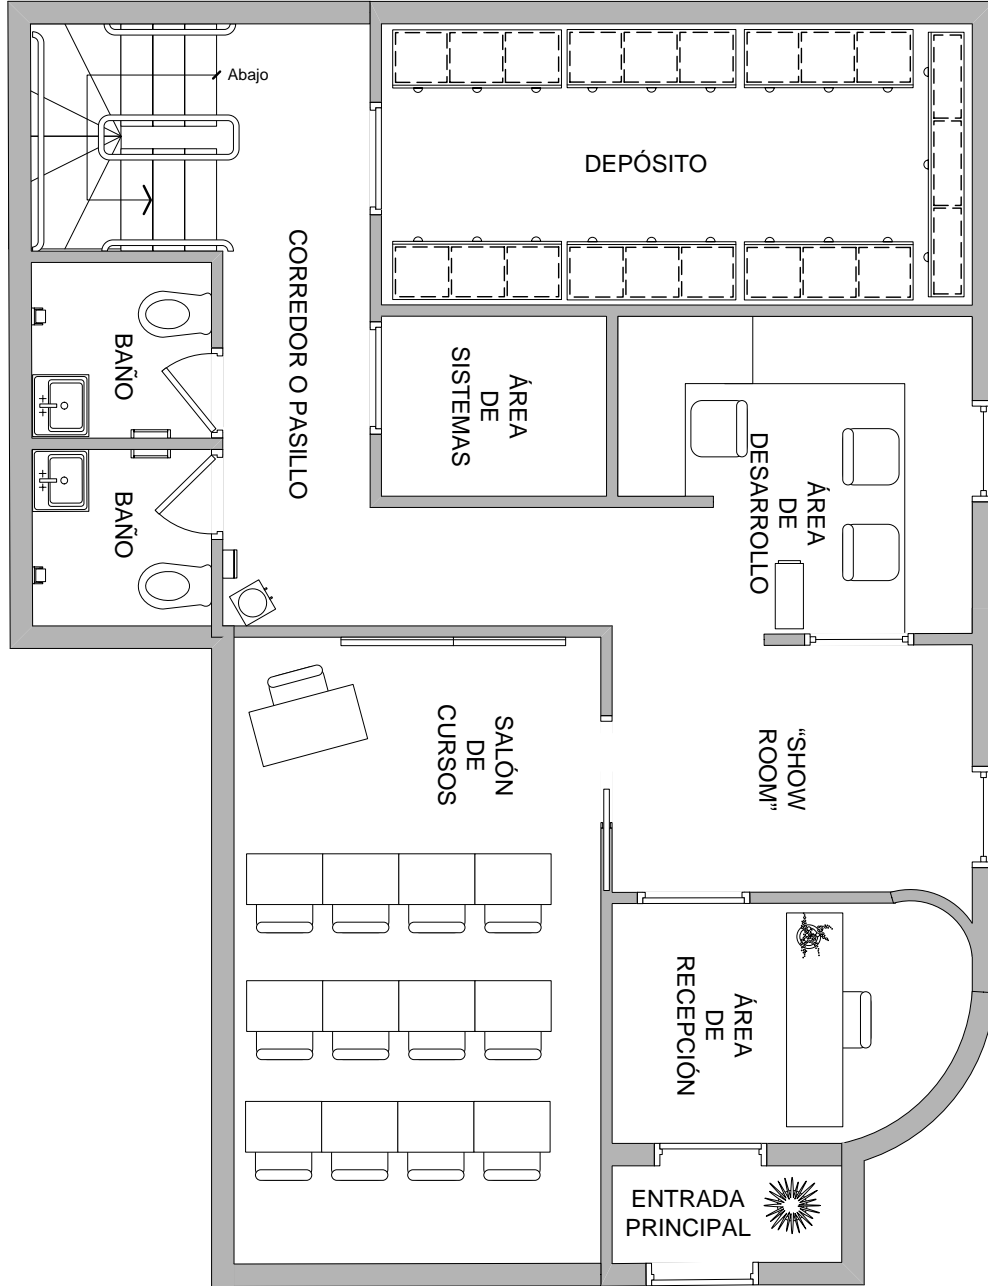 Abajo
DEPÓSITO
CORREDOR O PASILLO
BAÑO
ÁREA
DE
SISTEMAS
ÁREA
DE
DESARROLLO
BAÑO
SALÓN
DE
CURSOS
“SHOW
ROOM”
ÁREA
DE
RECEPCIÓN
ENTRADA
PRINCIPAL